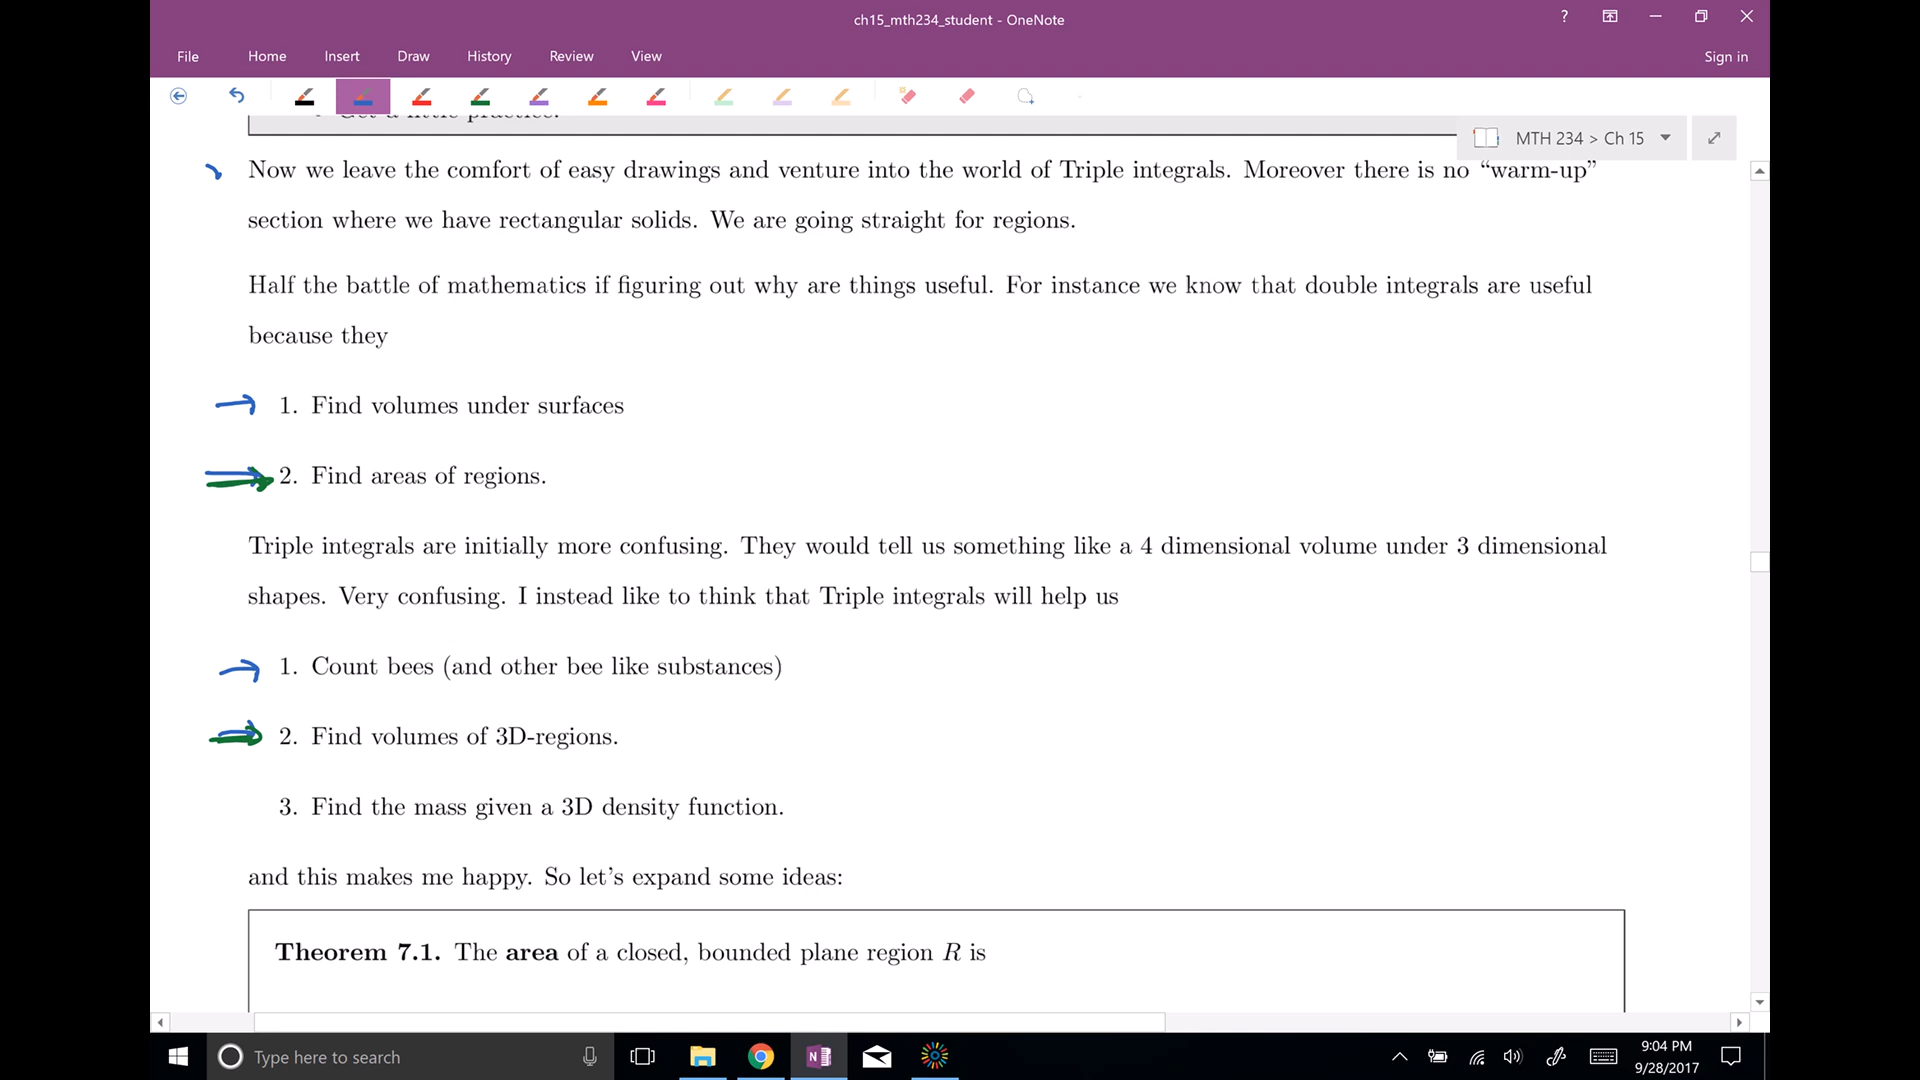 ch15_mth234_student - OneNote
?
File Home Insert Draw History Review View Sign in
Get a little practice.
MTH 234 > Ch 15
Now we leave the comfort of easy drawings and venture into the world of Triple integrals. Moreover there is no “warm-up”
section where we have rectangular solids. We are going straight for regions.
Half the battle of mathematics if figuring out why are things useful. For instance we know that double integrals are useful
because they
1. Find volumes under surfaces
2. Find areas of regions.
Triple integrals are initially more confusing. They would tell us something like a 4 dimensional volume under 3 dimensional
shapes. Very confusing. I instead like to think that Triple integrals will help us
1. Count bees (and other bee like substances)
2. Find volumes of 3D-regions.
3. Find the mass given a 3D density function.
and this makes me happy. So let’s expand some ideas:
Theorem 7.1. The area of a closed, bounded plane region R is
Type here to search
N
9:04 PM
9/28/2017